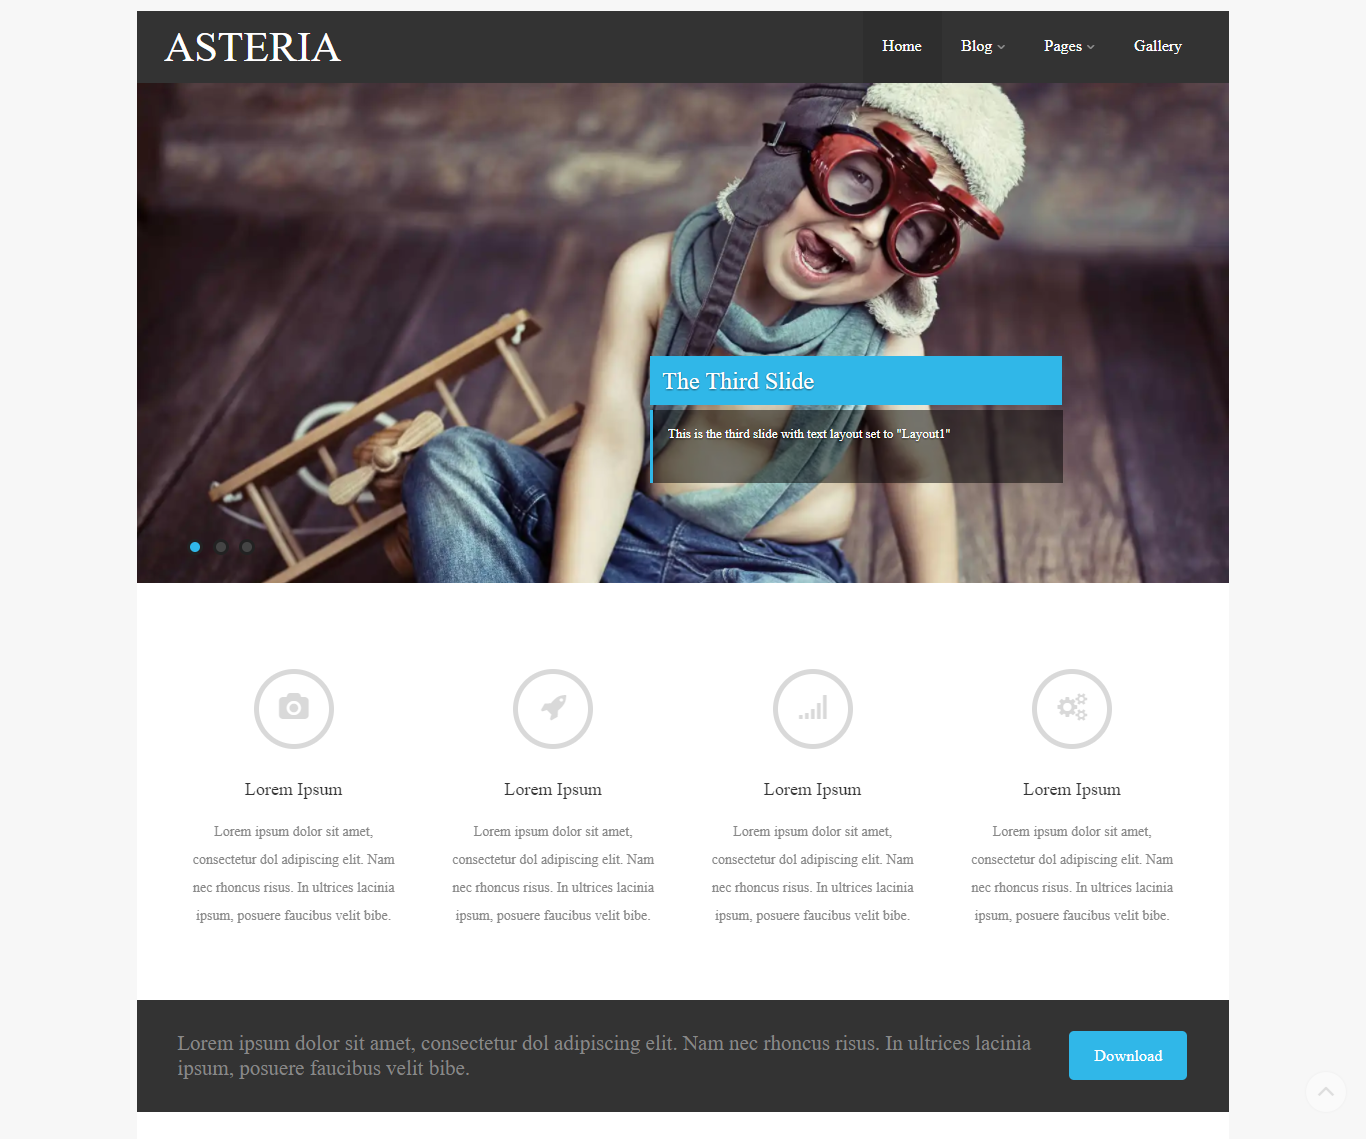 ASTERIA
Home Blog Pages Gallery
The Third Slide
This is the third slide with text layout set to "Layout1"
Lorem Ipsum
Lorem ipsum dolor sit amet,
consectetur dol adipiscing elit. Nam
nec rhoncus risus. In ultrices lacinia
ipsum, posuere faucibus velit bibe.
Lorem Ipsum
Lorem ipsum dolor sit amet,
consectetur dol adipiscing elit. Nam
nec rhoncus risus. In ultrices lacinia
ipsum, posuere faucibus velit bibe.
Lorem Ipsum
Lorem ipsum dolor sit amet,
consectetur dol adipiscing elit. Nam
nec rhoncus risus. In ultrices lacinia
ipsum, posuere faucibus velit bibe.
Lorem Ipsum
Lorem ipsum dolor sit amet,
consectetur dol adipiscing elit. Nam
nec rhoncus risus. In ultrices lacinia
ipsum, posuere faucibus velit bibe.
Lorem ipsum dolor sit amet, consectetur dol adipiscing elit. Nam nec rhoncus risus. In ultrices lacinia
ipsum, posuere faucibus velit bibe.
Download